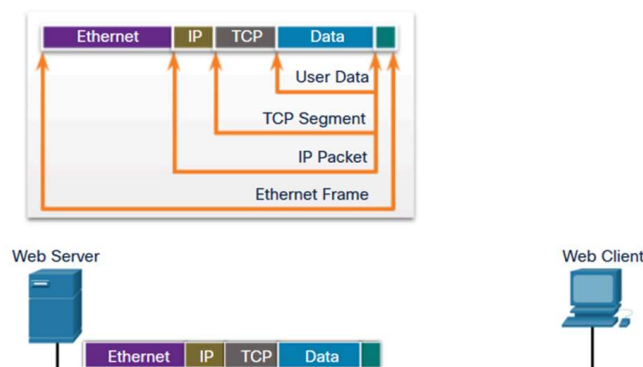 Ethernet IP TCP Data
User Data
TCP Segment
IP Packet
Ethernet Frame
Web Server Web Client
Ethernet IP TCP Data